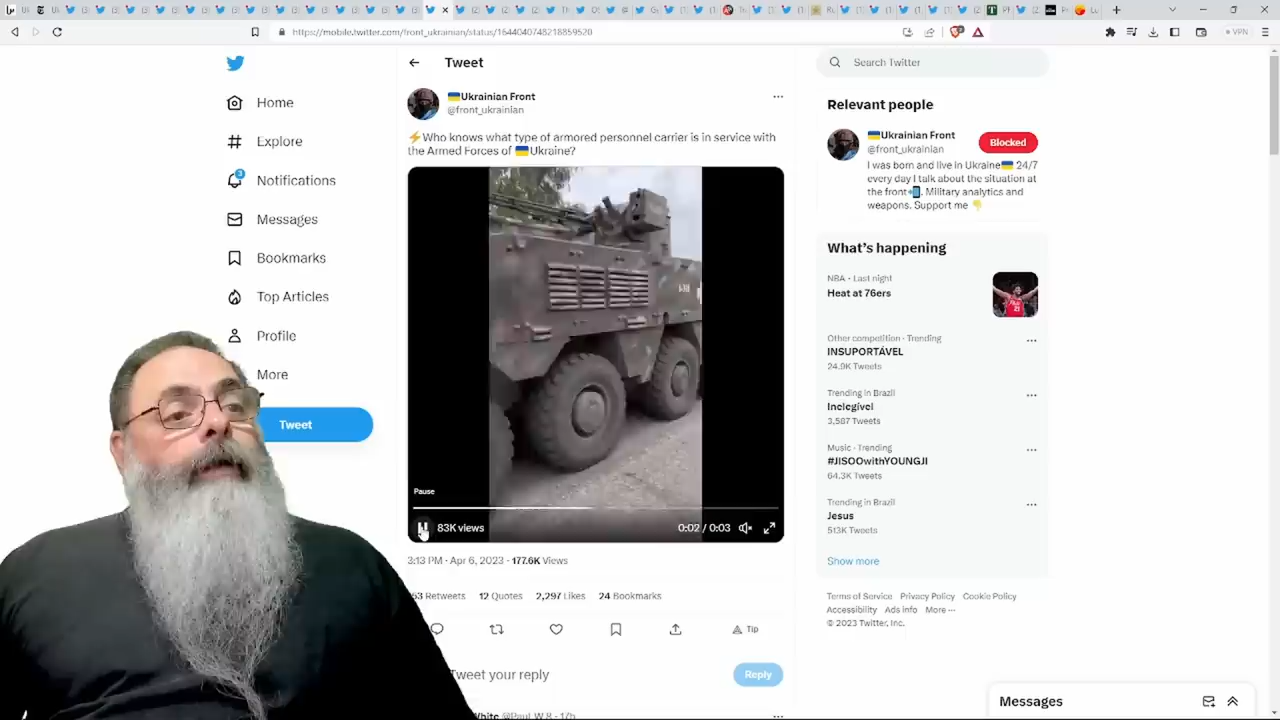 https://mobile.twitter.com/front_ukrainian/status/1644040748218859520
VPN
Home
Explore
3
Notifications
Messages
Bookmarks
Top Articles
Profile
More
Tweet
Tweet
Ukrainian Front
@front_ukrainian
Who knows what type of armored personnel carrier is in service with
the Armed Forces of Ukraine?
Pause
83K views
0:02 / 0:03
3:13 PM · Apr 6, 2023 · 177.6K Views
Retweets 12 Quotes 2,297 Likes 24 Bookmarks
Tip
Tweet your reply
Reply
White @Paul_W_8 · 17h
Search Twitter
Relevant people
Ukrainian Front
@front_ukrainian
Blocked
I was born and live in Ukraine 24/7
every day I talk about the situation at
the front. Military analytics and
weapons. Support me
What's happening
NBA · Last night
Heat at 76ers
Other competition · Trending
INSUPORTÁVEL
24.9K Tweets
Trending in Brazil
Inelegível
3,587 Tweets
Music · Trending
#JISOOwithYOUNGJI
64.3K Tweets
Trending in Brazil
Jesus
513K Tweets
Show more
Terms of Service Privacy Policy Cookie Policy
Accessibility Ads info More ···
© 2023 Twitter, Inc.
Messages